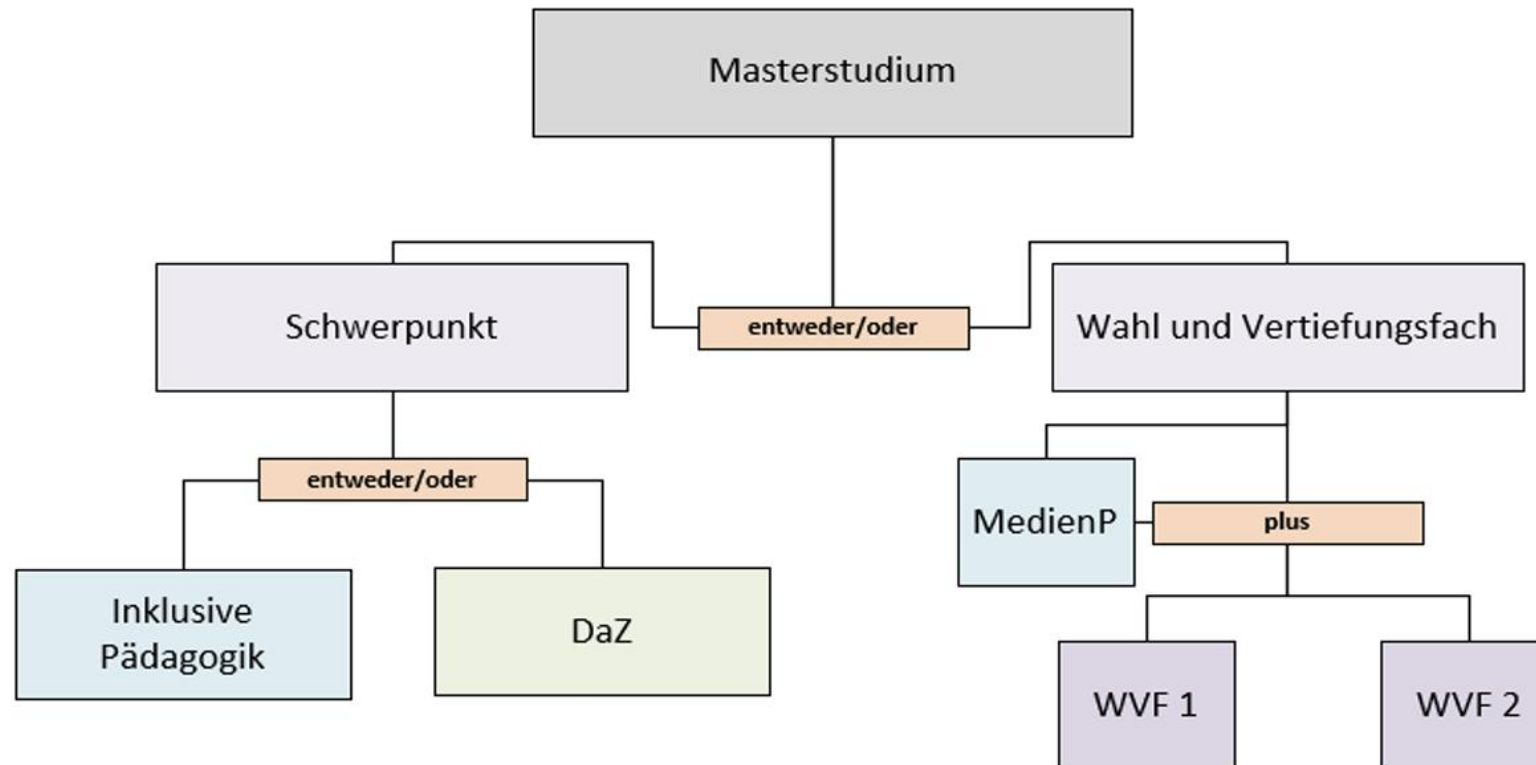 Masterstudium
Schwerpunkt
entweder/oder
Wahl und Vertiefungsfach
entweder/oder
MedienP
plus
Inklusive
Pädagogik
DaZ
WVF 1
WVF 2